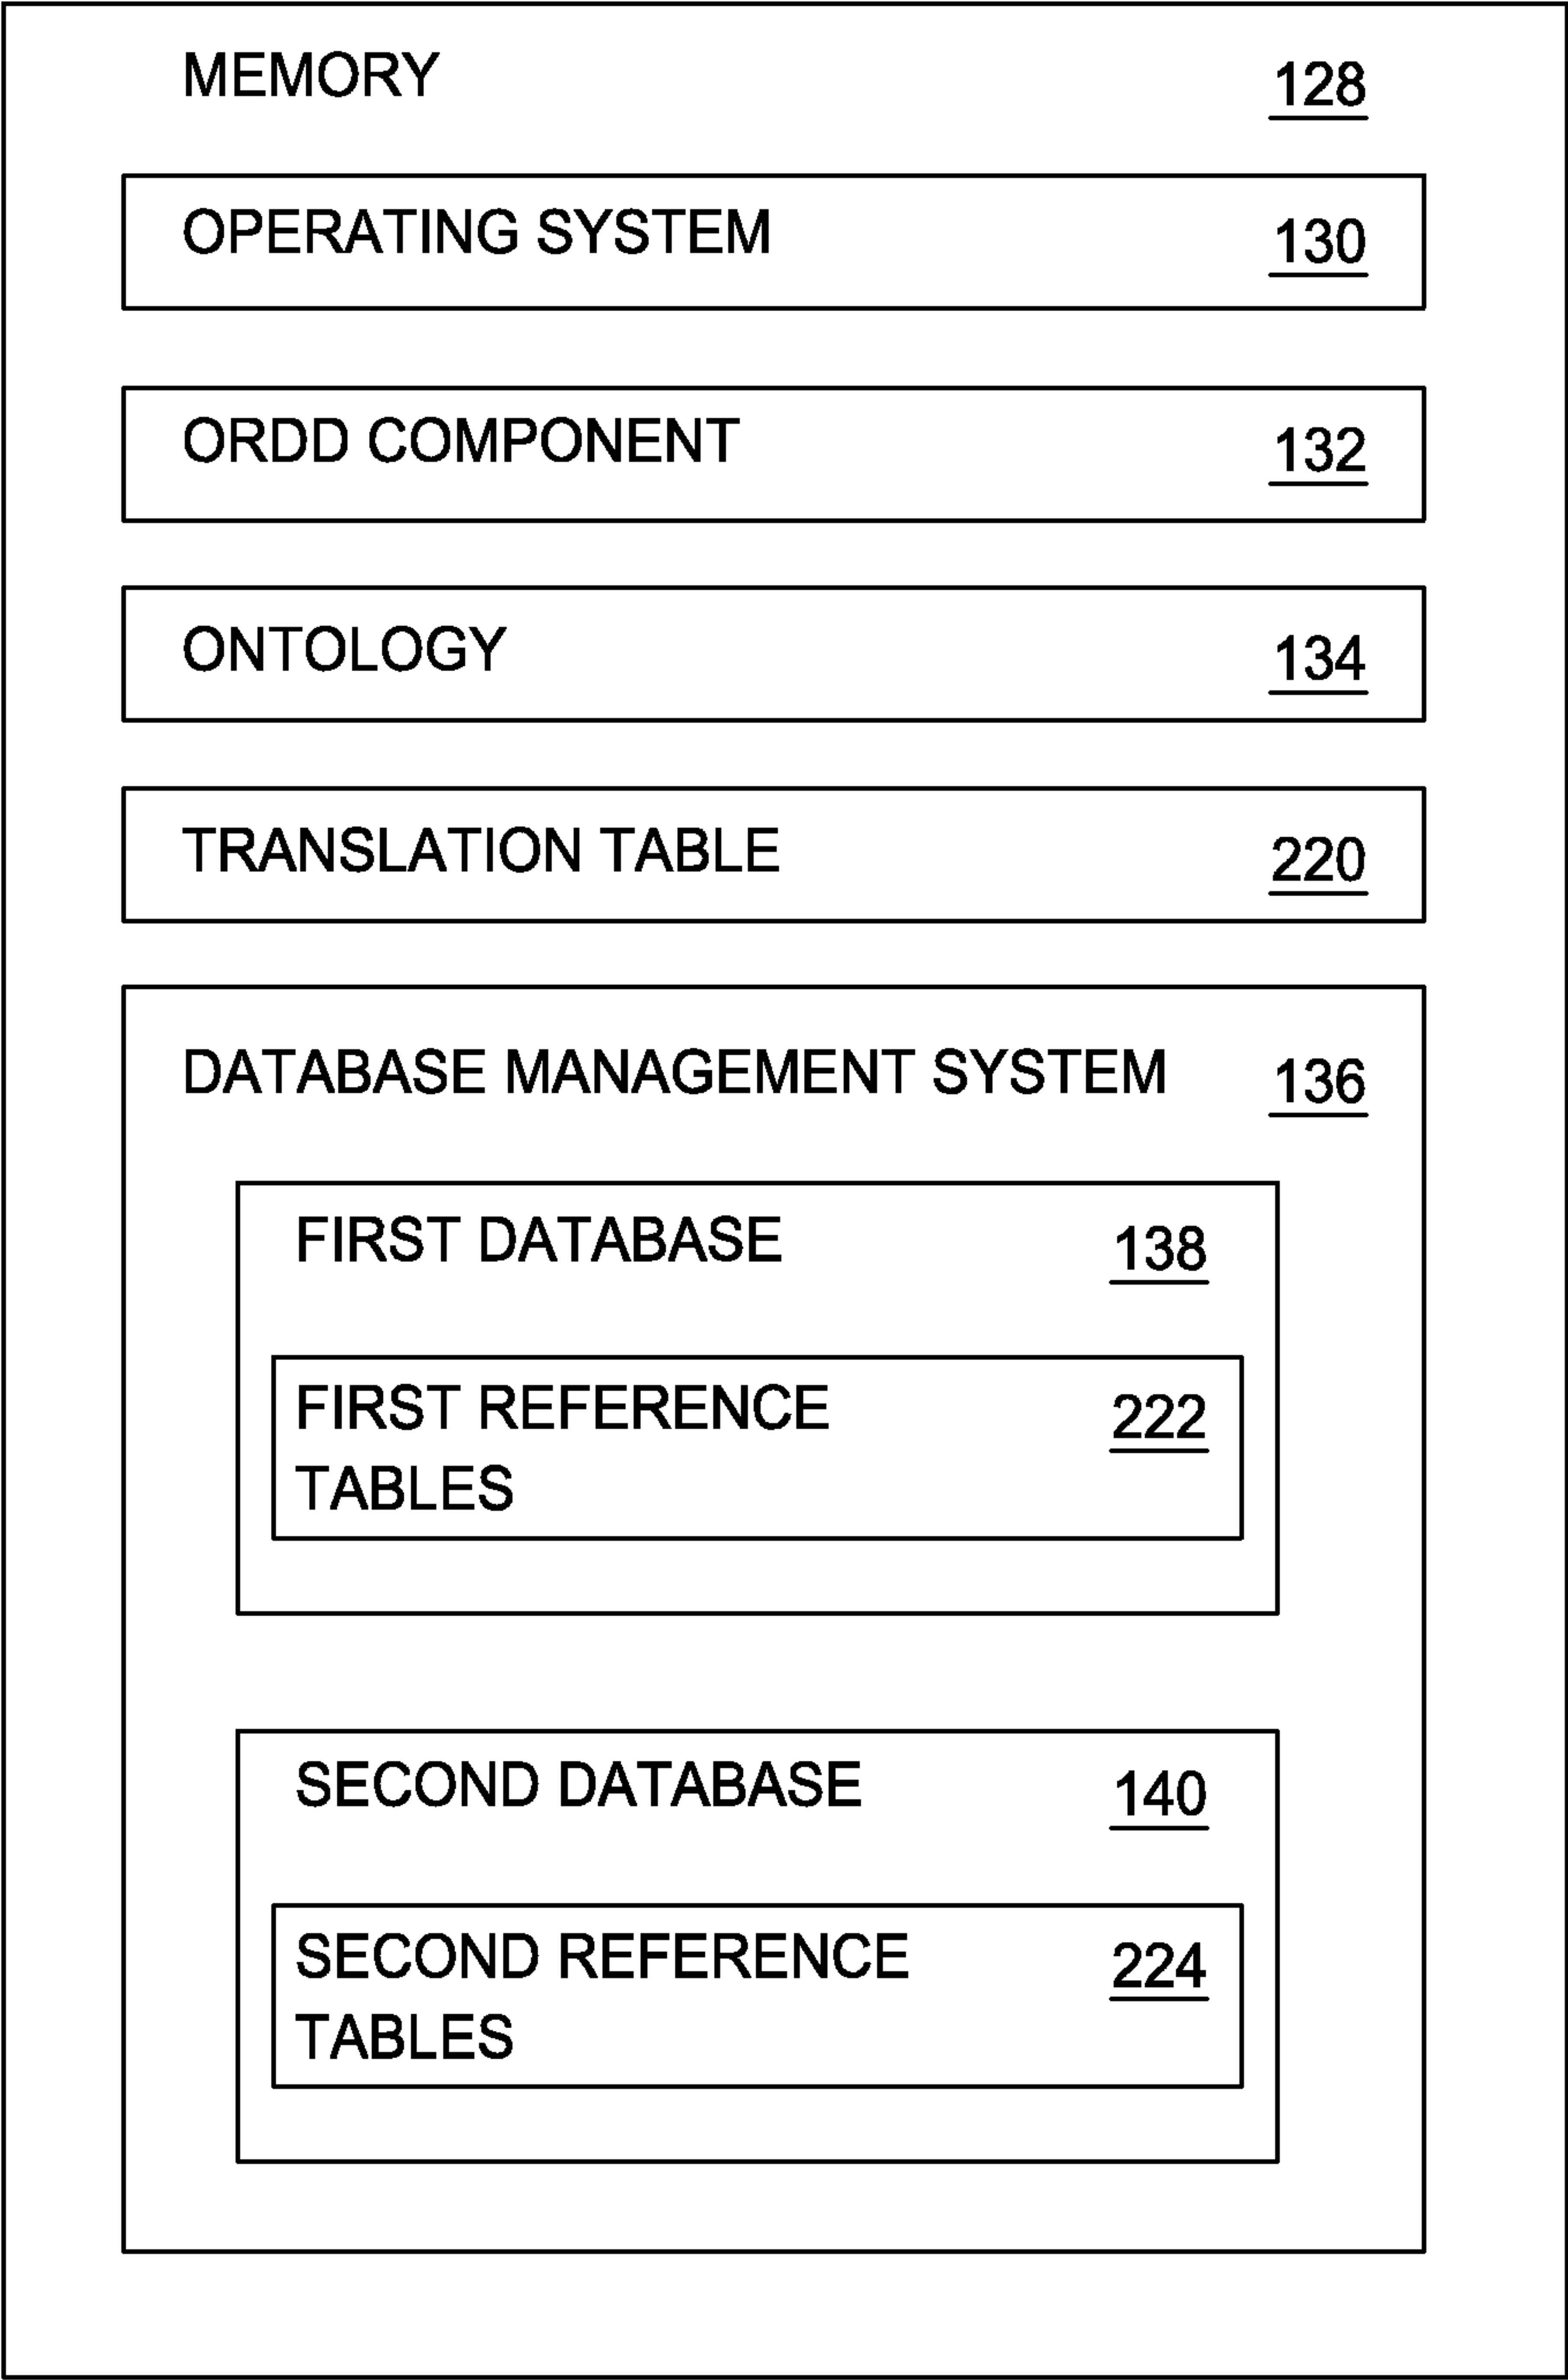 MEMORY 128
OPERATING SYSTEM 130
ORDD COMPONENT 132
ONTOLOGY 134
TRANSLATION TABLE 220
DATABASE MANAGEMENT SYSTEM 136
FIRST DATABASE 138
FIRST REFERENCE 222
TABLES
SECOND DATABASE 140
SECOND REFERENCE 224
TABLES